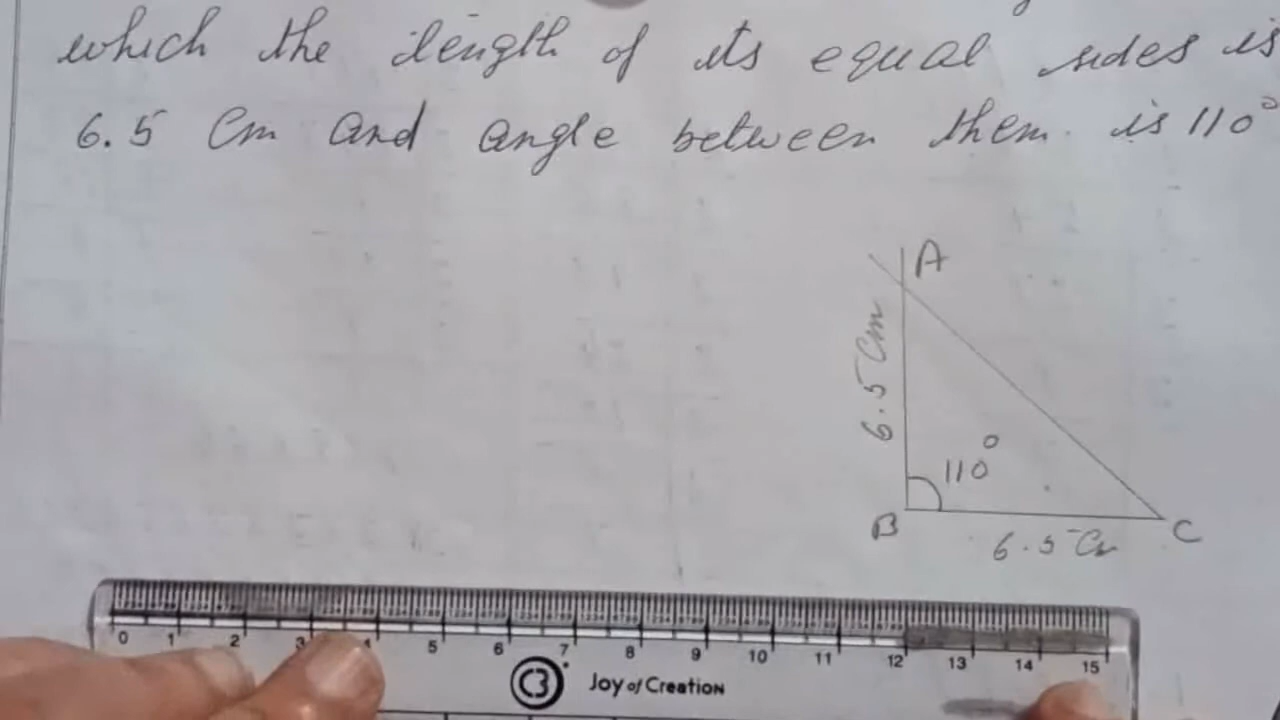 which the length of its equal sides is
6.5 Cm and angle between them is 110°
A
6.5 Cm
110°
B
6.5 Cm
C
0 1 2 3 4 5 6 7 8 9 10 11 12 13 14 15
C3 Joy of Creation